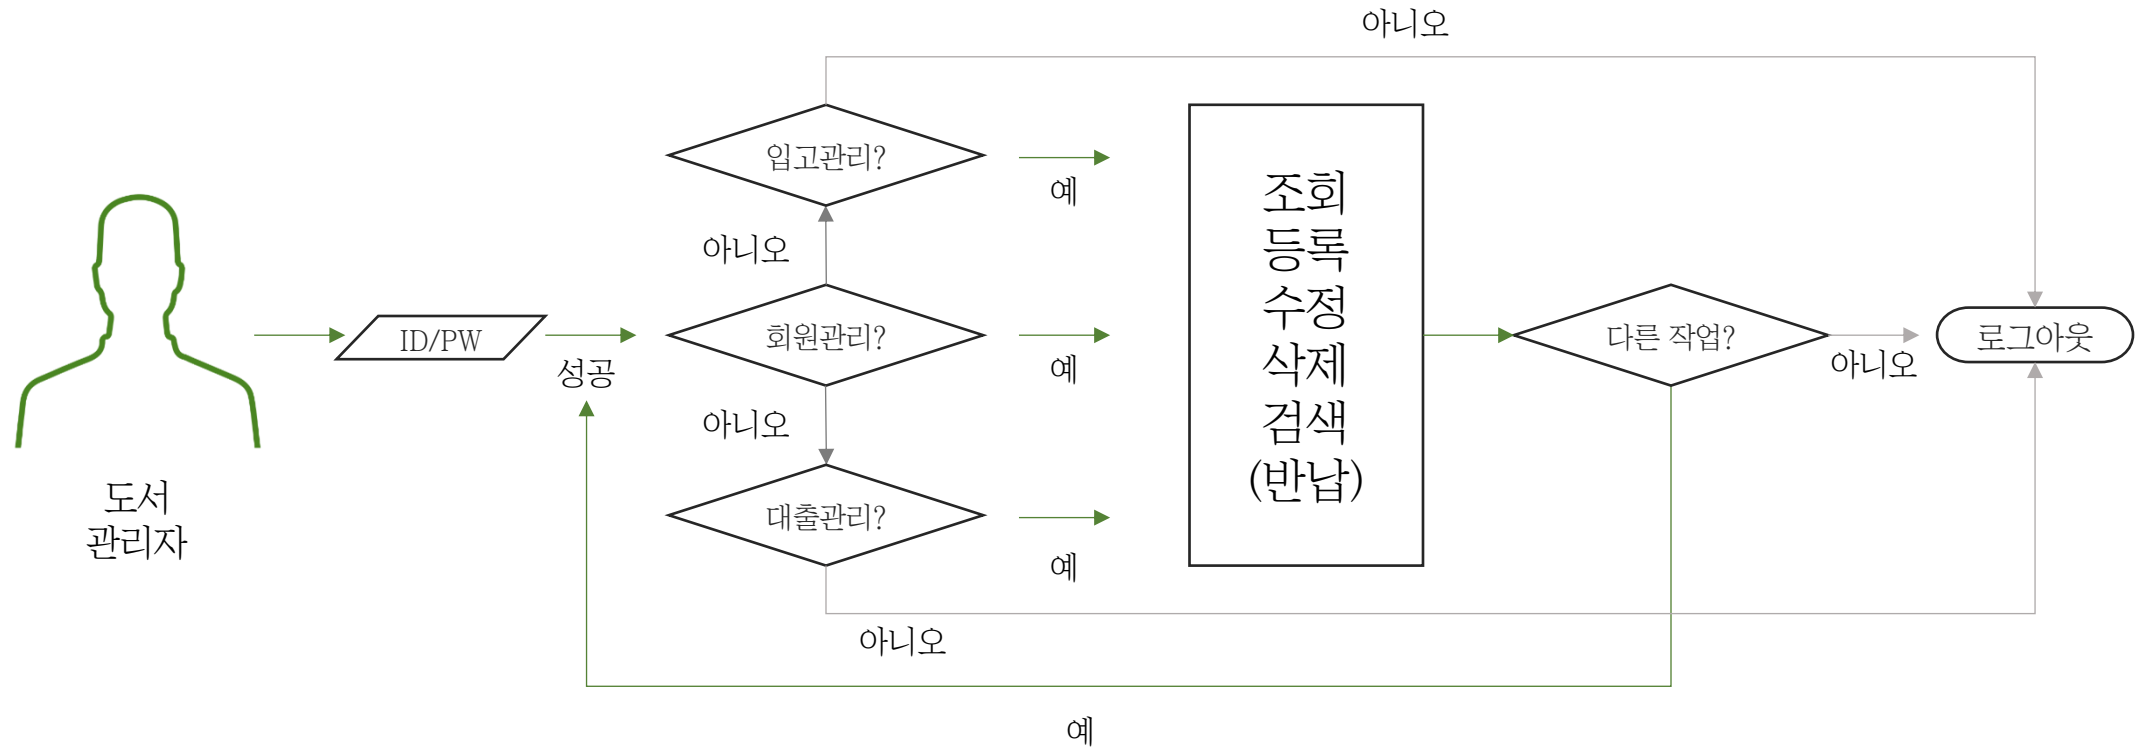 아니오
입고관리?
예
아니오
조회
등록
수정
삭제
검색
(반납)
ID/PW
성공
회원관리?
예
다른 작업?
아니오
로그아웃
아니오
도서
관리자
대출관리?
예
아니오
예